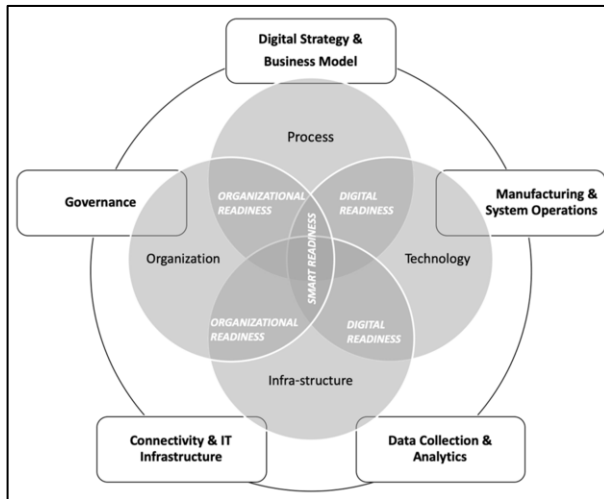 Digital Strategy &
Business Model
Process
Governance
ORGANIZATIONAL
READINESS
DIGITAL
READINESS
Manufacturing &
System Operations
Organization
SMART READINESS
Technology
ORGANIZATIONAL
READINESS
DIGITAL
READINESS
Infra-structure
Connectivity & IT
Infrastructure
Data Collection &
Analytics